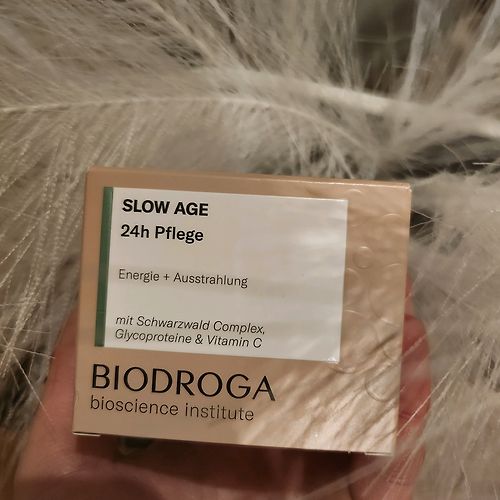 SLOW AGE
24h Pflege
Energie + Ausstrahlung
mit Schwarzwald Complex,
Glycoproteine & Vitamin C
BIODROGA
bioscience institute